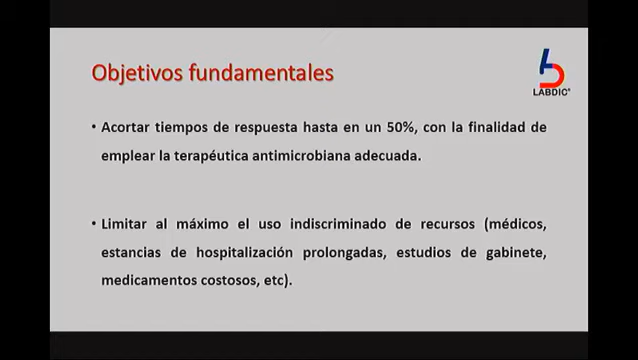 Objetivos fundamentales
LABDIC®
• Acortar tiempos de respuesta hasta en un 50%, con la finalidad de
emplear la terapéutica antimicrobiana adecuada.
• Limitar al máximo el uso indiscriminado de recursos (médicos,
estancias de hospitalización prolongadas, estudios de gabinete,
medicamentos costosos, etc).